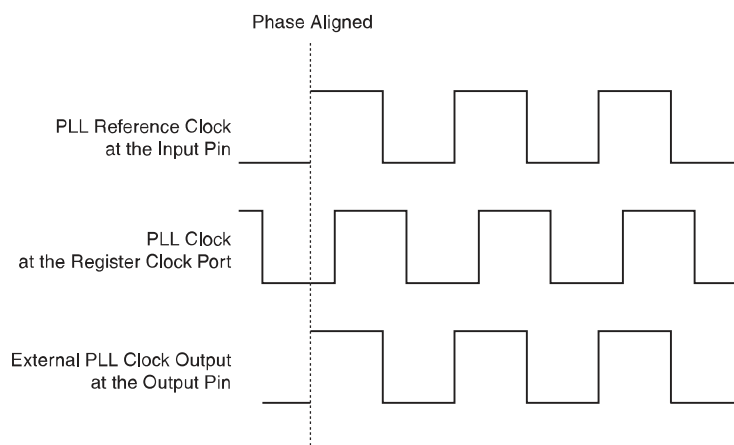 Phase Aligned
PLL Reference Clock
at the Input Pin
PLL Clock
at the Register Clock Port
External PLL Clock Output
at the Output Pin